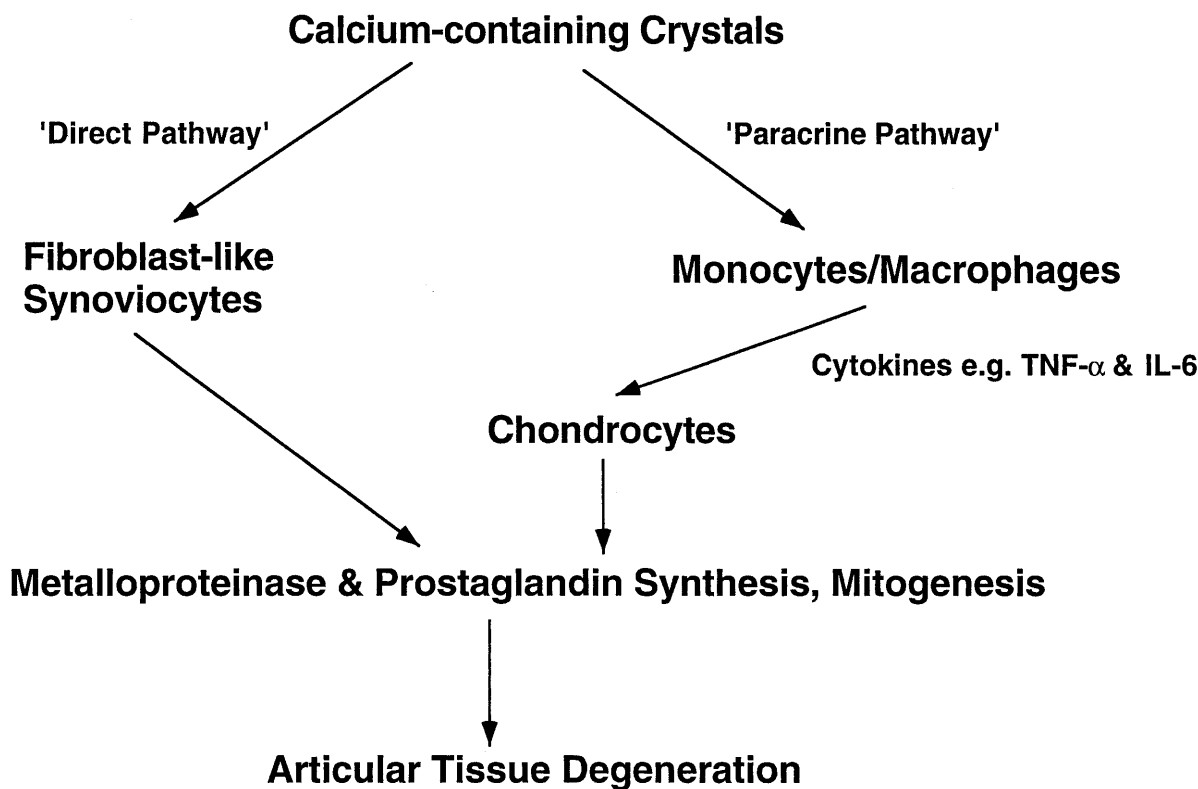 Calcium-containing Crystals
'Direct Pathway'
'Paracrine Pathway'
Fibroblast-like
Synoviocytes
Monocytes/Macrophages
Cytokines e.g. TNF-α & IL-6
Chondrocytes
Metalloproteinase & Prostaglandin Synthesis, Mitogenesis
Articular Tissue Degeneration